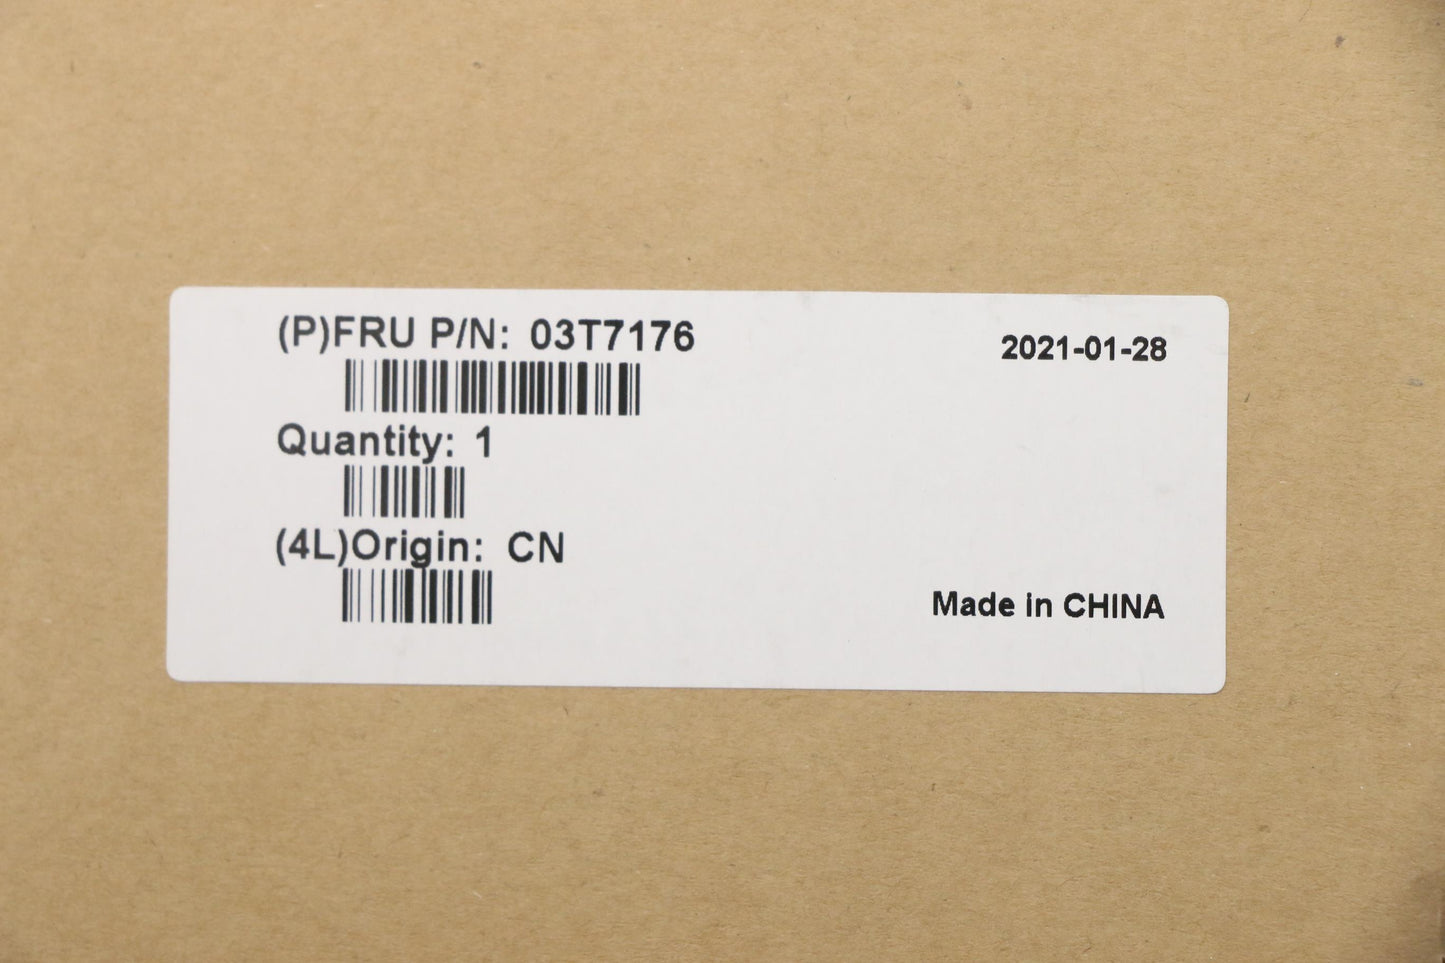 (P)FRU P/N: 03T7176
2021-01-28
Quantity: 1
(4L)Origin: CN
Made in CHINA